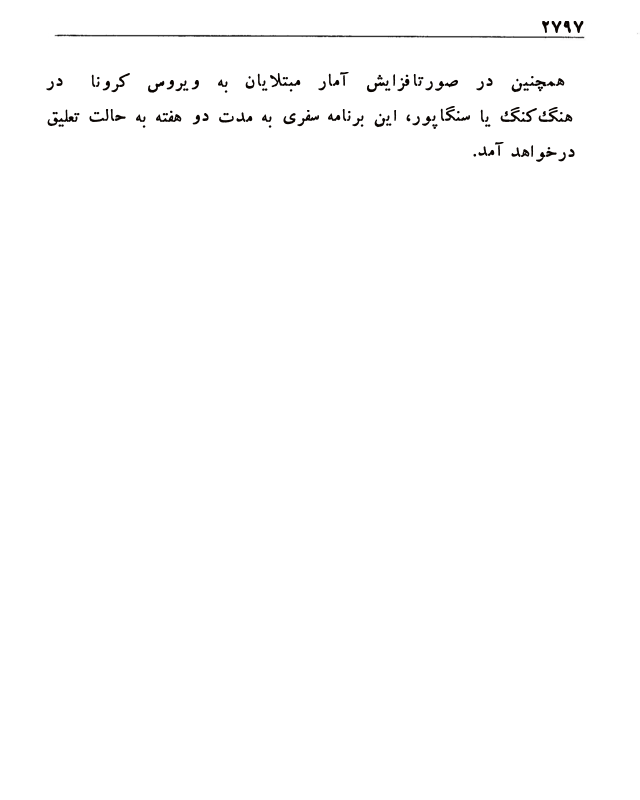 ۲۷۹۷
همچنین در صورتافزایش آمار مبتلایان به ویروس کرونا در
هنگ‌کنگ یا سنگاپور، این برنامه سفری به مدت دو هفته به حالت تعلیق
درخواهد آمد.